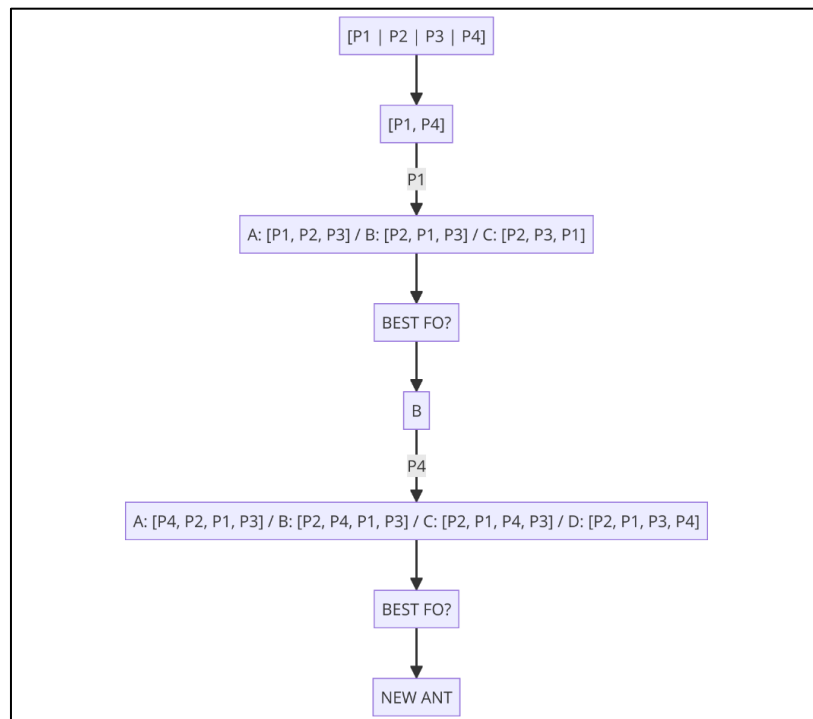 [P1 | P2 | P3 | P4]
[P1, P4]
P1
A: [P1, P2, P3] / B: [P2, P1, P3] / C: [P2, P3, P1]
BEST FO?
B
P4
A: [P4, P2, P1, P3] / B: [P2, P4, P1, P3] / C: [P2, P1, P4, P3] / D: [P2, P1, P3, P4]
BEST FO?
NEW ANT